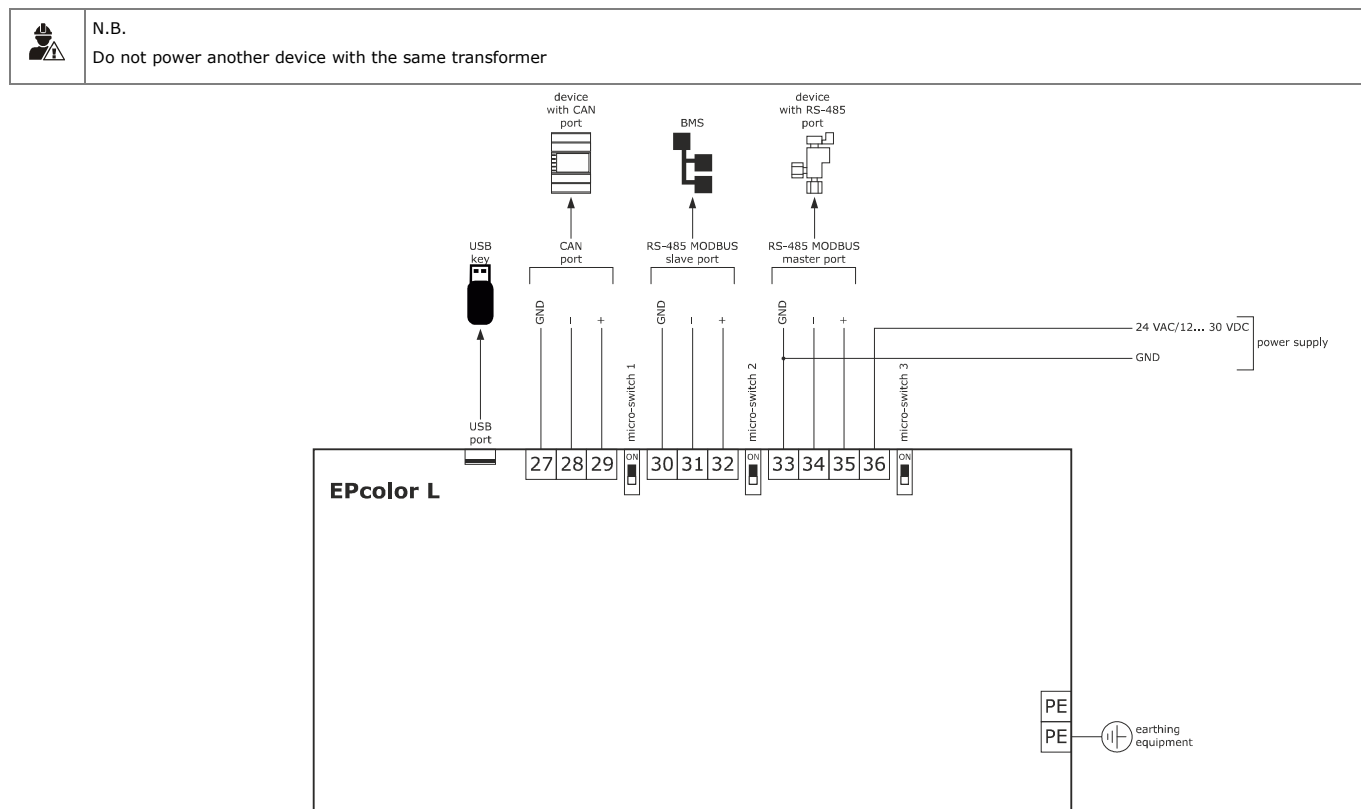 N.B.
Do not power another device with the same transformer
device
with CAN
port
BMS
device
with RS-485
port
USB
key
CAN
port
RS-485 MODBUS
slave port
RS-485 MODBUS
master port
GND
–
+
GND
–
+
GND
–
+
24 VAC/12... 30 VDC
GND
power supply
micro-switch 1
micro-switch 2
micro-switch 3
USB
port
27 28 29 ON 30 31 32 ON 33 34 35 36 ON
EPcolor L
PE
PE
earthing
equipment